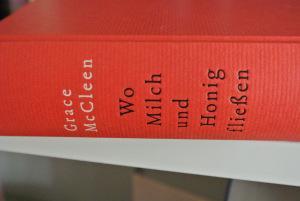 Grace
McCleen
Wo
Milch
und
Honig
fließen